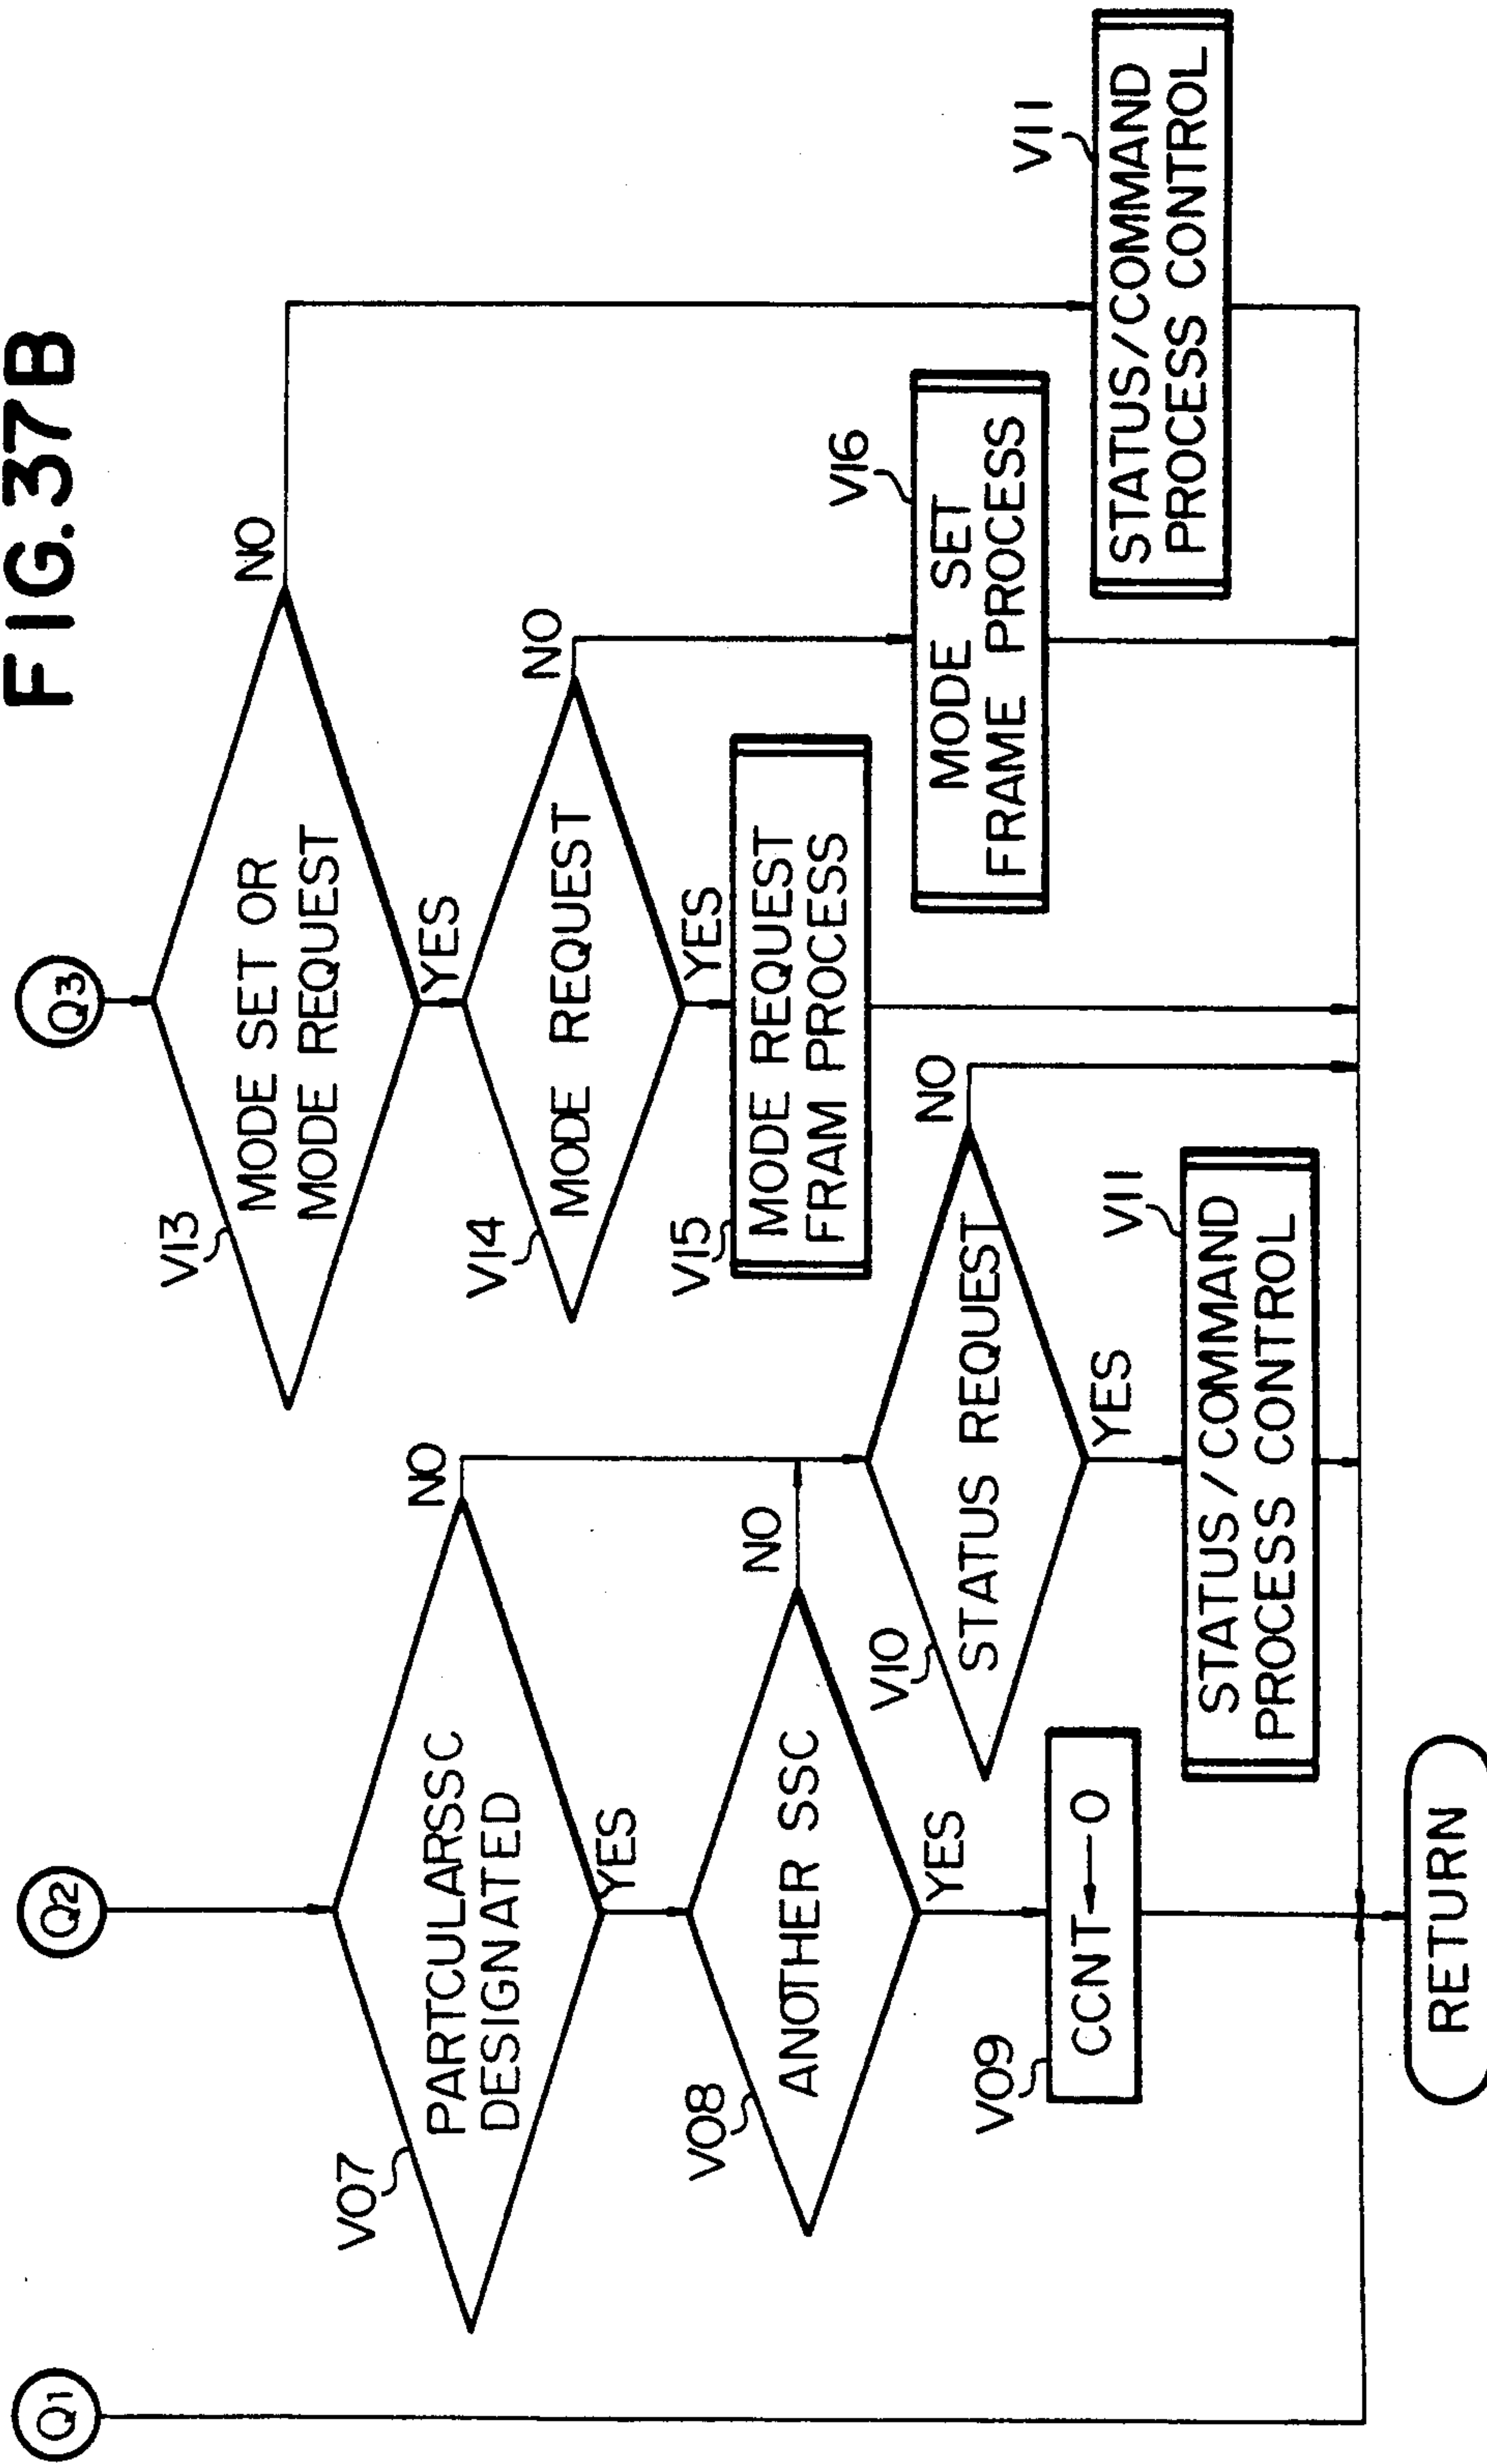 FIG.37B
Q1
Q2
Q3
V07
PARTCULARSSC
DESIGNATED
NO
YES
V08
ANOTHER SSC
NO
YES
V09
CCNT←0
V10
STATUS REQUEST
NO
YES
V11
STATUS/COMMAND
PROCESS CONTROL
V13
MODE SET OR
MODE REQUEST
NO
YES
V14
MODE REQUEST
NO
YES
V15
MODE REQUEST
FRAM PROCESS
V16
MODE SET
FRAME PROCESS
V11
STATUS/COMMAND
PROCESS CONTROL
RETURN